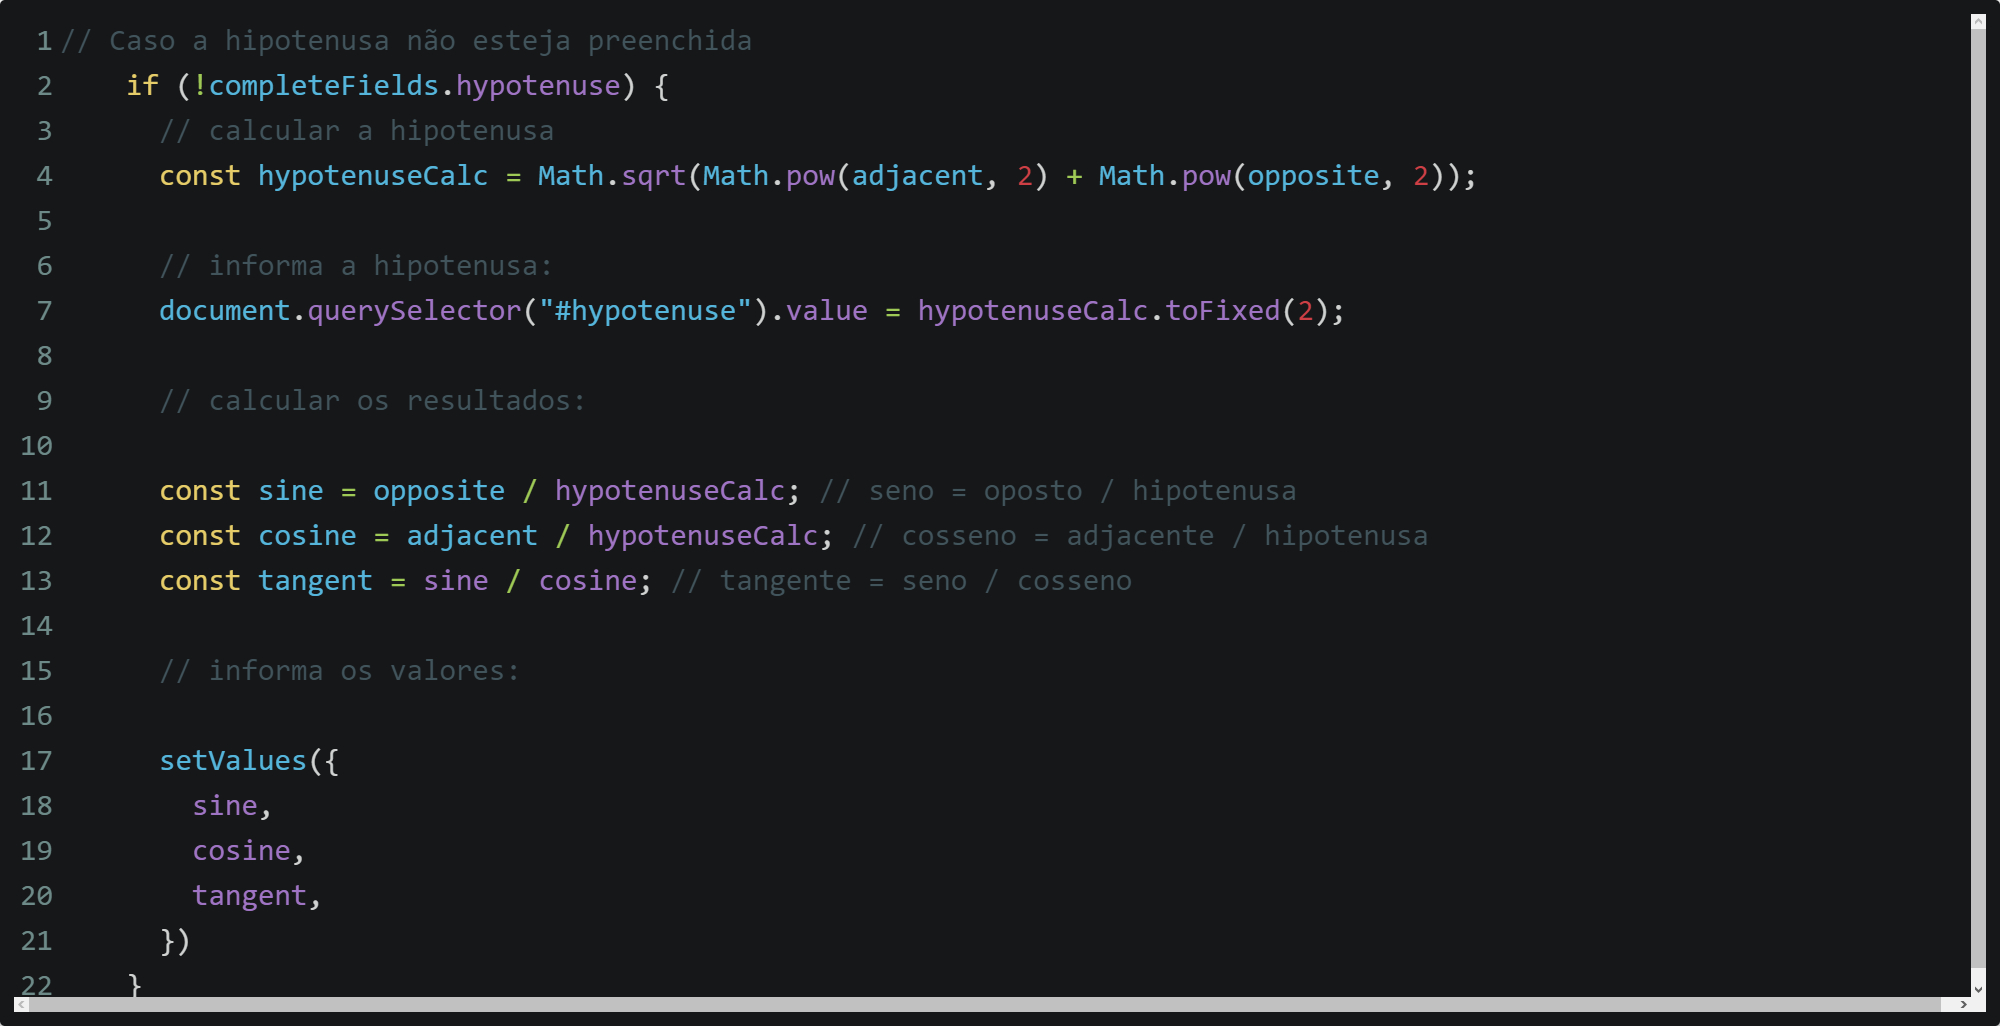 1 // Caso a hipotenusa não esteja preenchida
2     if (!completeFields.hypotenuse) {
3       // calcular a hipotenusa
4       const hypotenuseCalc = Math.sqrt(Math.pow(adjacent, 2) + Math.pow(opposite, 2));
5
6       // informa a hipotenusa:
7       document.querySelector("#hypotenuse").value = hypotenuseCalc.toFixed(2);
8
9       // calcular os resultados:
10
11       const sine = opposite / hypotenuseCalc; // seno = oposto / hipotenusa
12       const cosine = adjacent / hypotenuseCalc; // cosseno = adjacente / hipotenusa
13       const tangent = sine / cosine; // tangente = seno / cosseno
14
15       // informa os valores:
16
17       setValues({
18         sine,
19         cosine,
20         tangent,
21       })
22     }